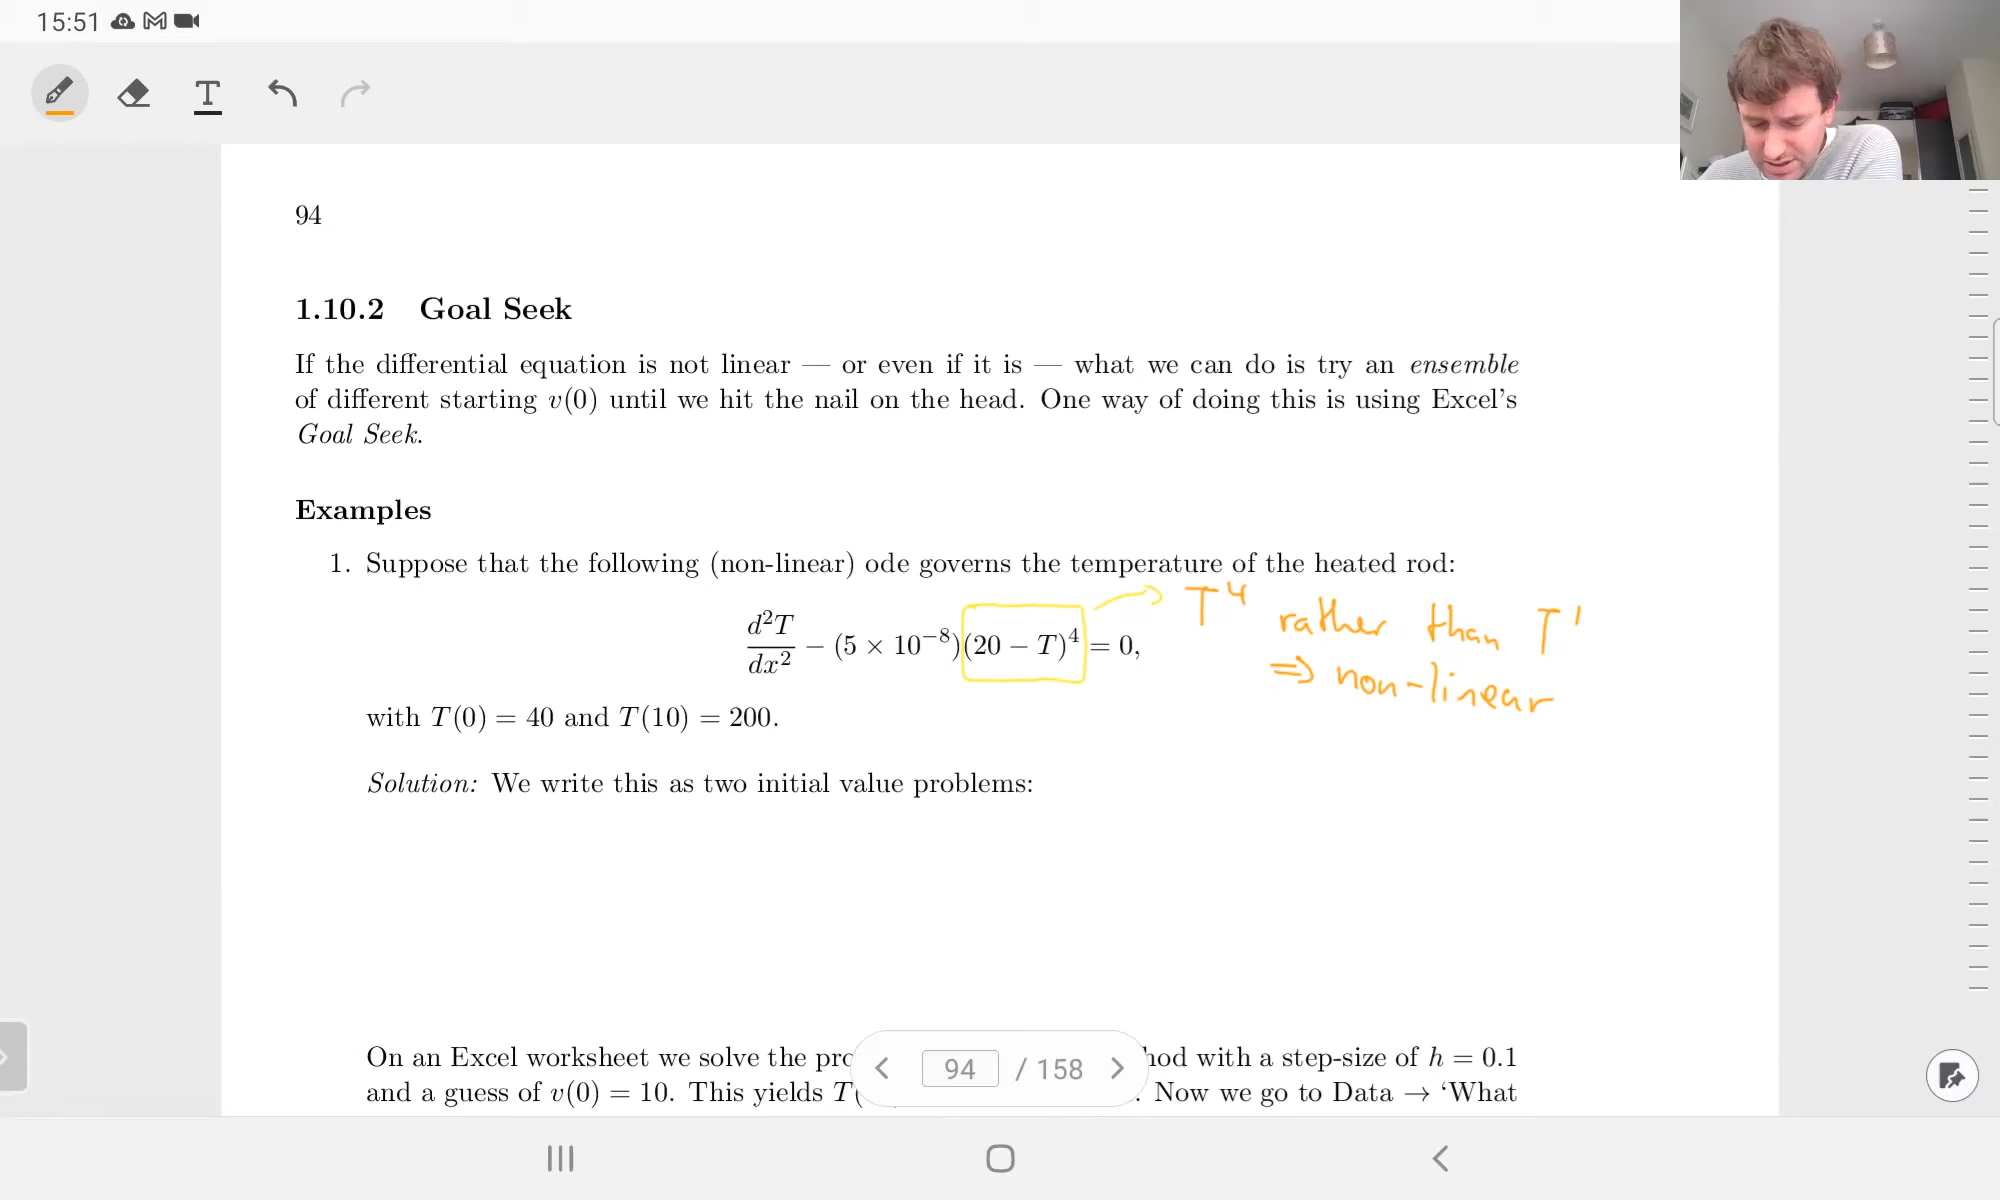 15:51
94
1.10.2 Goal Seek
If the differential equation is not linear — or even if it is — what we can do is try an ensemble
of different starting v(0) until we hit the nail on the head. One way of doing this is using Excel's
Goal Seek.
Examples
1. Suppose that the following (non-linear) ode governs the temperature of the heated rod:
d²T/dx² − (5 × 10⁻⁸)(20 − T)⁴ = 0,
T⁴ rather than T¹
⇒ non-linear
with T(0) = 40 and T(10) = 200.
Solution: We write this as two initial value problems:
On an Excel worksheet we solve the with a step-size of h = 0.1
and a guess of v(0) = 10. This yields T( . Now we go to Data → ‘What
94 / 158